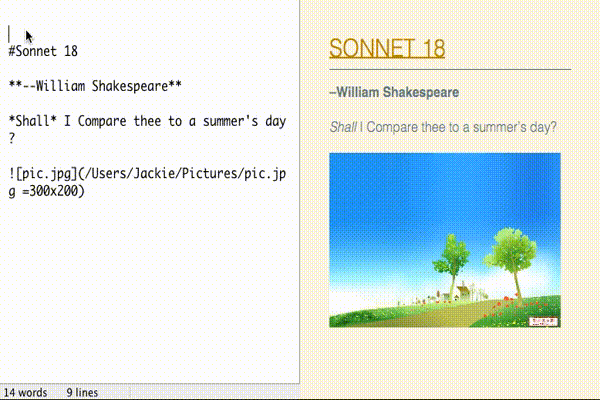 #Sonnet 18
**--William Shakespeare**
*Shall* I Compare thee to a summer's day
?
![pic.jpg](/Users/Jackie/Pictures/pic.jp
g =300x200)
14 words 9 lines
SONNET 18
–William Shakespeare
Shall I Compare thee to a summer's day?